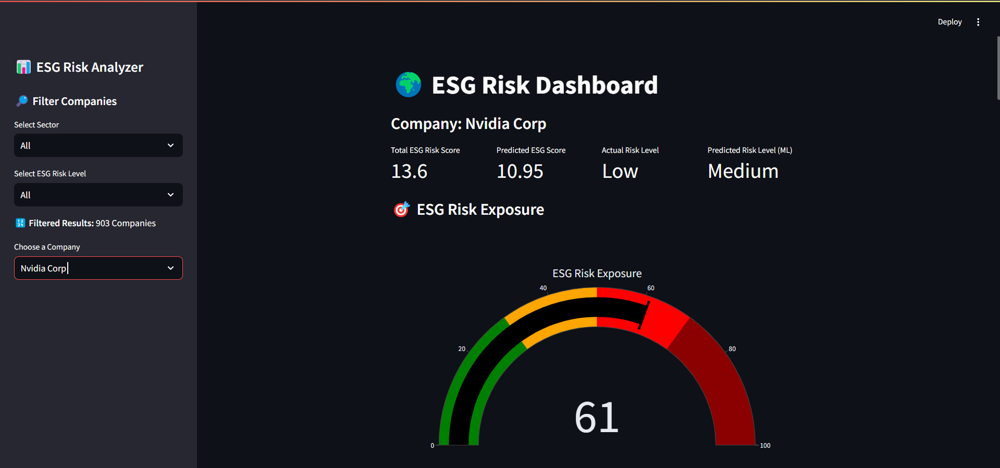 Deploy
ESG Risk Analyzer
Filter Companies
Select Sector
All
Select ESG Risk Level
All
Filtered Results: 903 Companies
Choose a Company
Nvidia Corp
ESG Risk Dashboard
Company: Nvidia Corp
Total ESG Risk Score
13.6
Predicted ESG Score
10.95
Actual Risk Level
Low
Predicted Risk Level (ML)
Medium
ESG Risk Exposure
ESG Risk Exposure
0
20
40
60
80
100
61